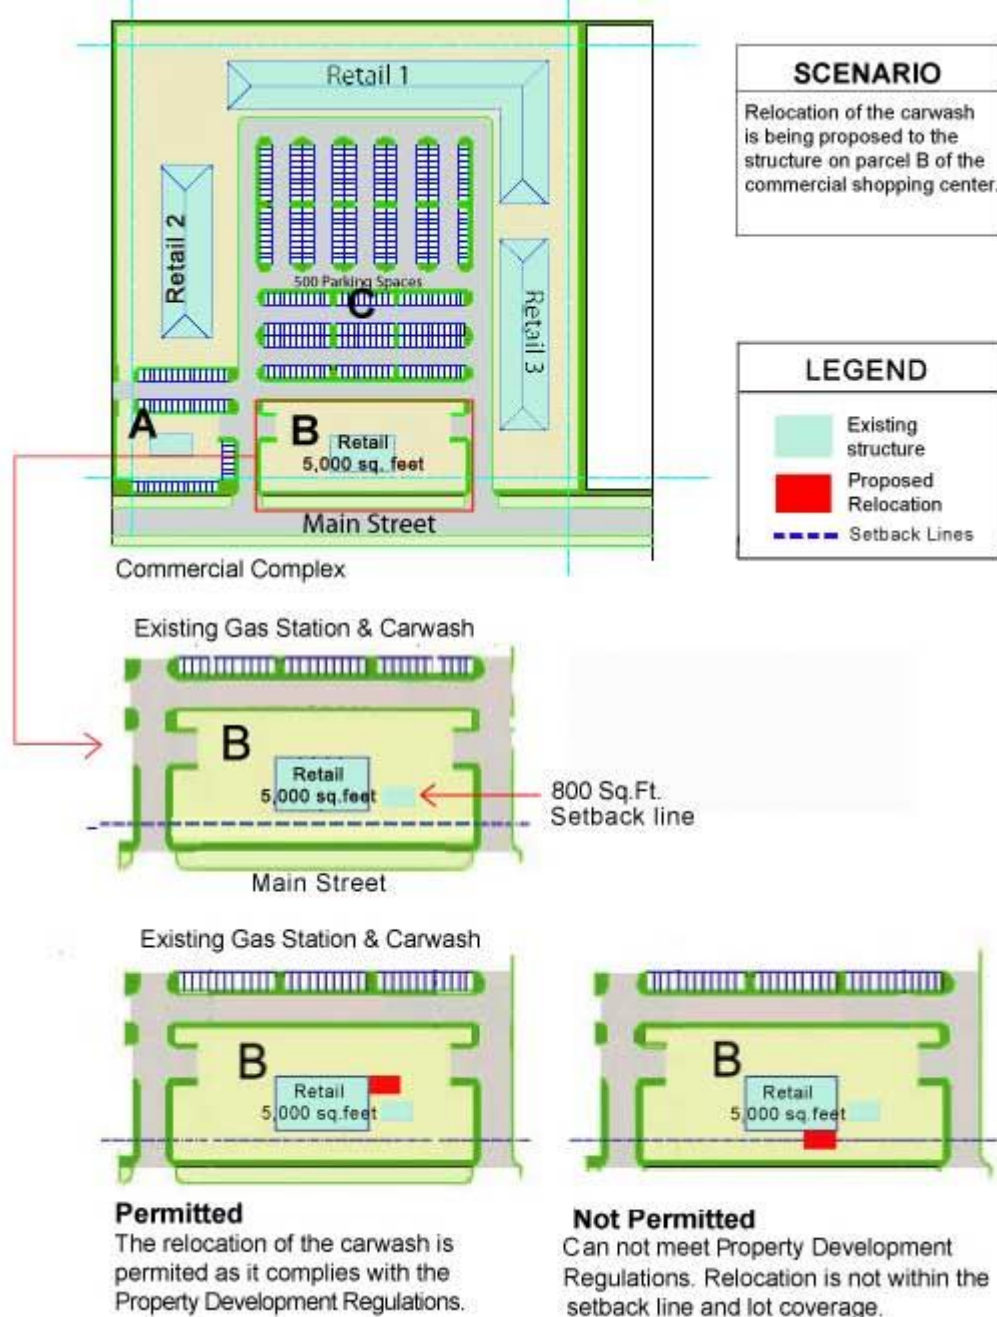 Retail 1
SCENARIO
Relocation of the carwash
is being proposed to the
structure on parcel B of the
commercial shopping center.
Retail 2
500 Parking Spaces
C
Retail 3
LEGEND
Existing
structure
Proposed
Relocation
Setback Lines
A
B
Retail
5,000 sq. feet
Main Street
Commercial Complex
Existing Gas Station & Carwash
B
Retail
5,000 sq.feet
800 Sq.Ft.
Setback line
Main Street
Existing Gas Station & Carwash
B
Retail
5,000 sq.feet
B
Retail
5,000 sq.feet
Permitted
The relocation of the carwash is
permited as it complies with the
Property Development Regulations.
Not Permitted
Can not meet Property Development
Regulations. Relocation is not within the
setback line and lot coverage.